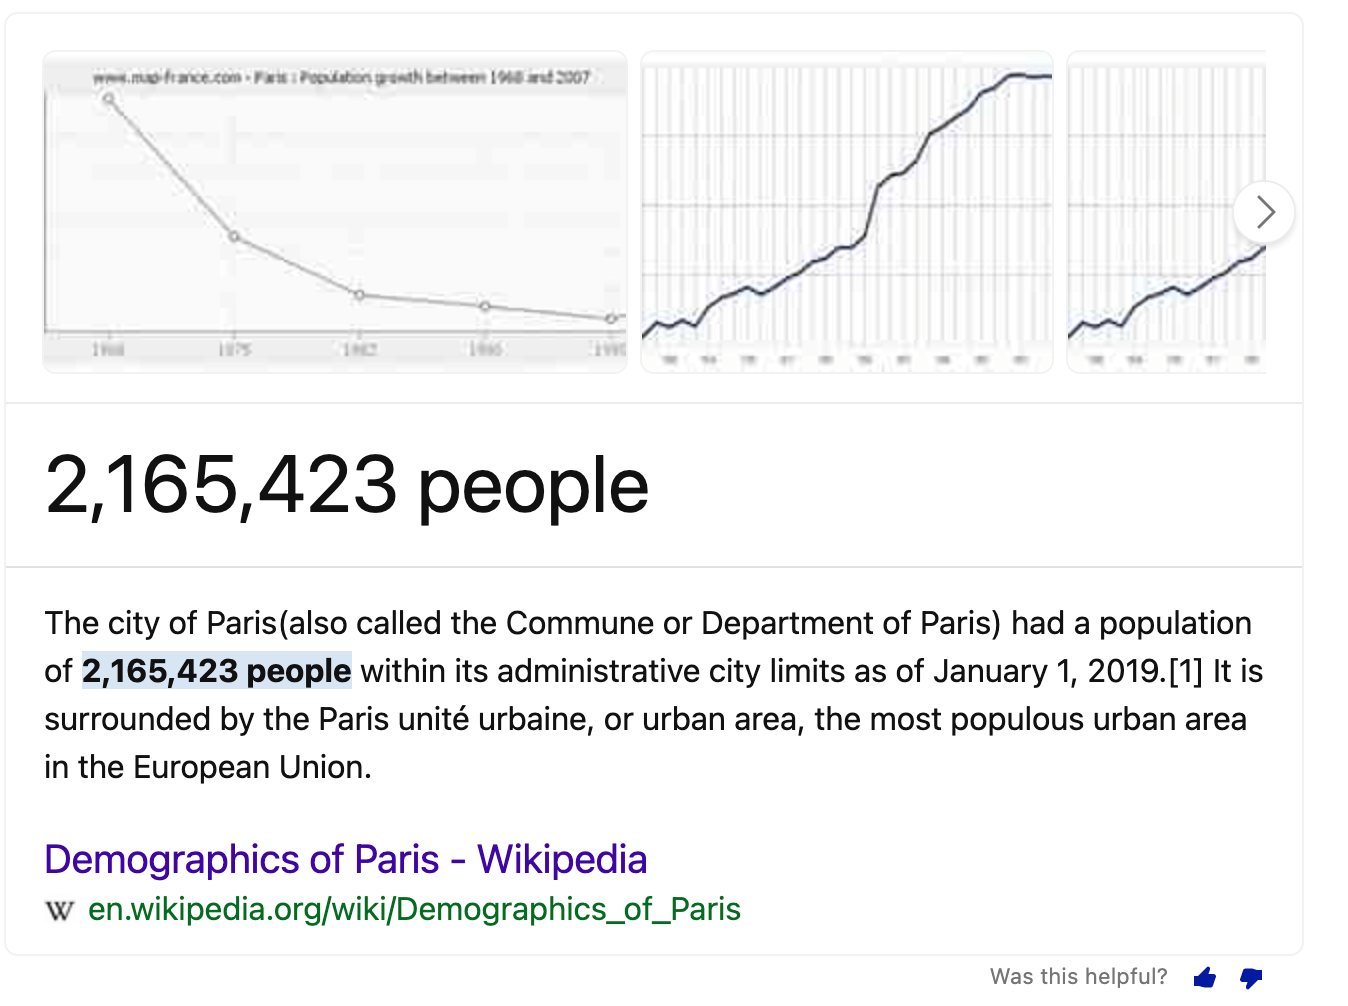 www.map-france.com - Paris : Population growth between 1968 and 2007
1968
1975
1982
2,165,423 people
The city of Paris(also called the Commune or Department of Paris) had a population
of 2,165,423 people within its administrative city limits as of January 1, 2019.[1] It is
surrounded by the Paris unité urbaine, or urban area, the most populous urban area
in the European Union.
Demographics of Paris - Wikipedia
W en.wikipedia.org/wiki/Demographics_of_Paris
Was this helpful?